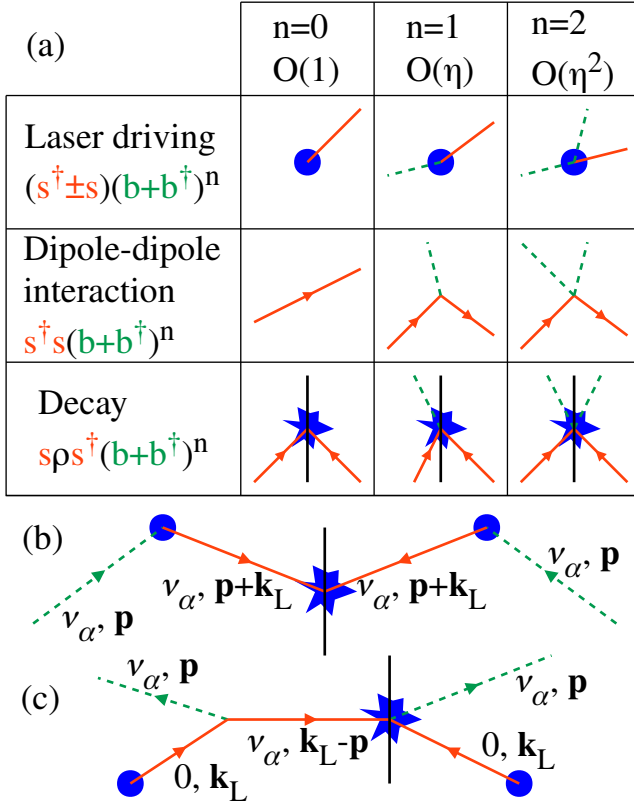 (a)
n=0
O(1)
n=1
O(η)
n=2
O(η²)
Laser driving
(s†±s)(b+b†)ⁿ
Dipole-dipole
interaction
s†s(b+b†)ⁿ
Decay
sρs†(b+b†)ⁿ
(b)
ν_α, p
ν_α, p+k_L
ν_α, p+k_L
ν_α, p
(c)
ν_α, p
ν_α, p
0, k_L
ν_α, k_L-p
0, k_L